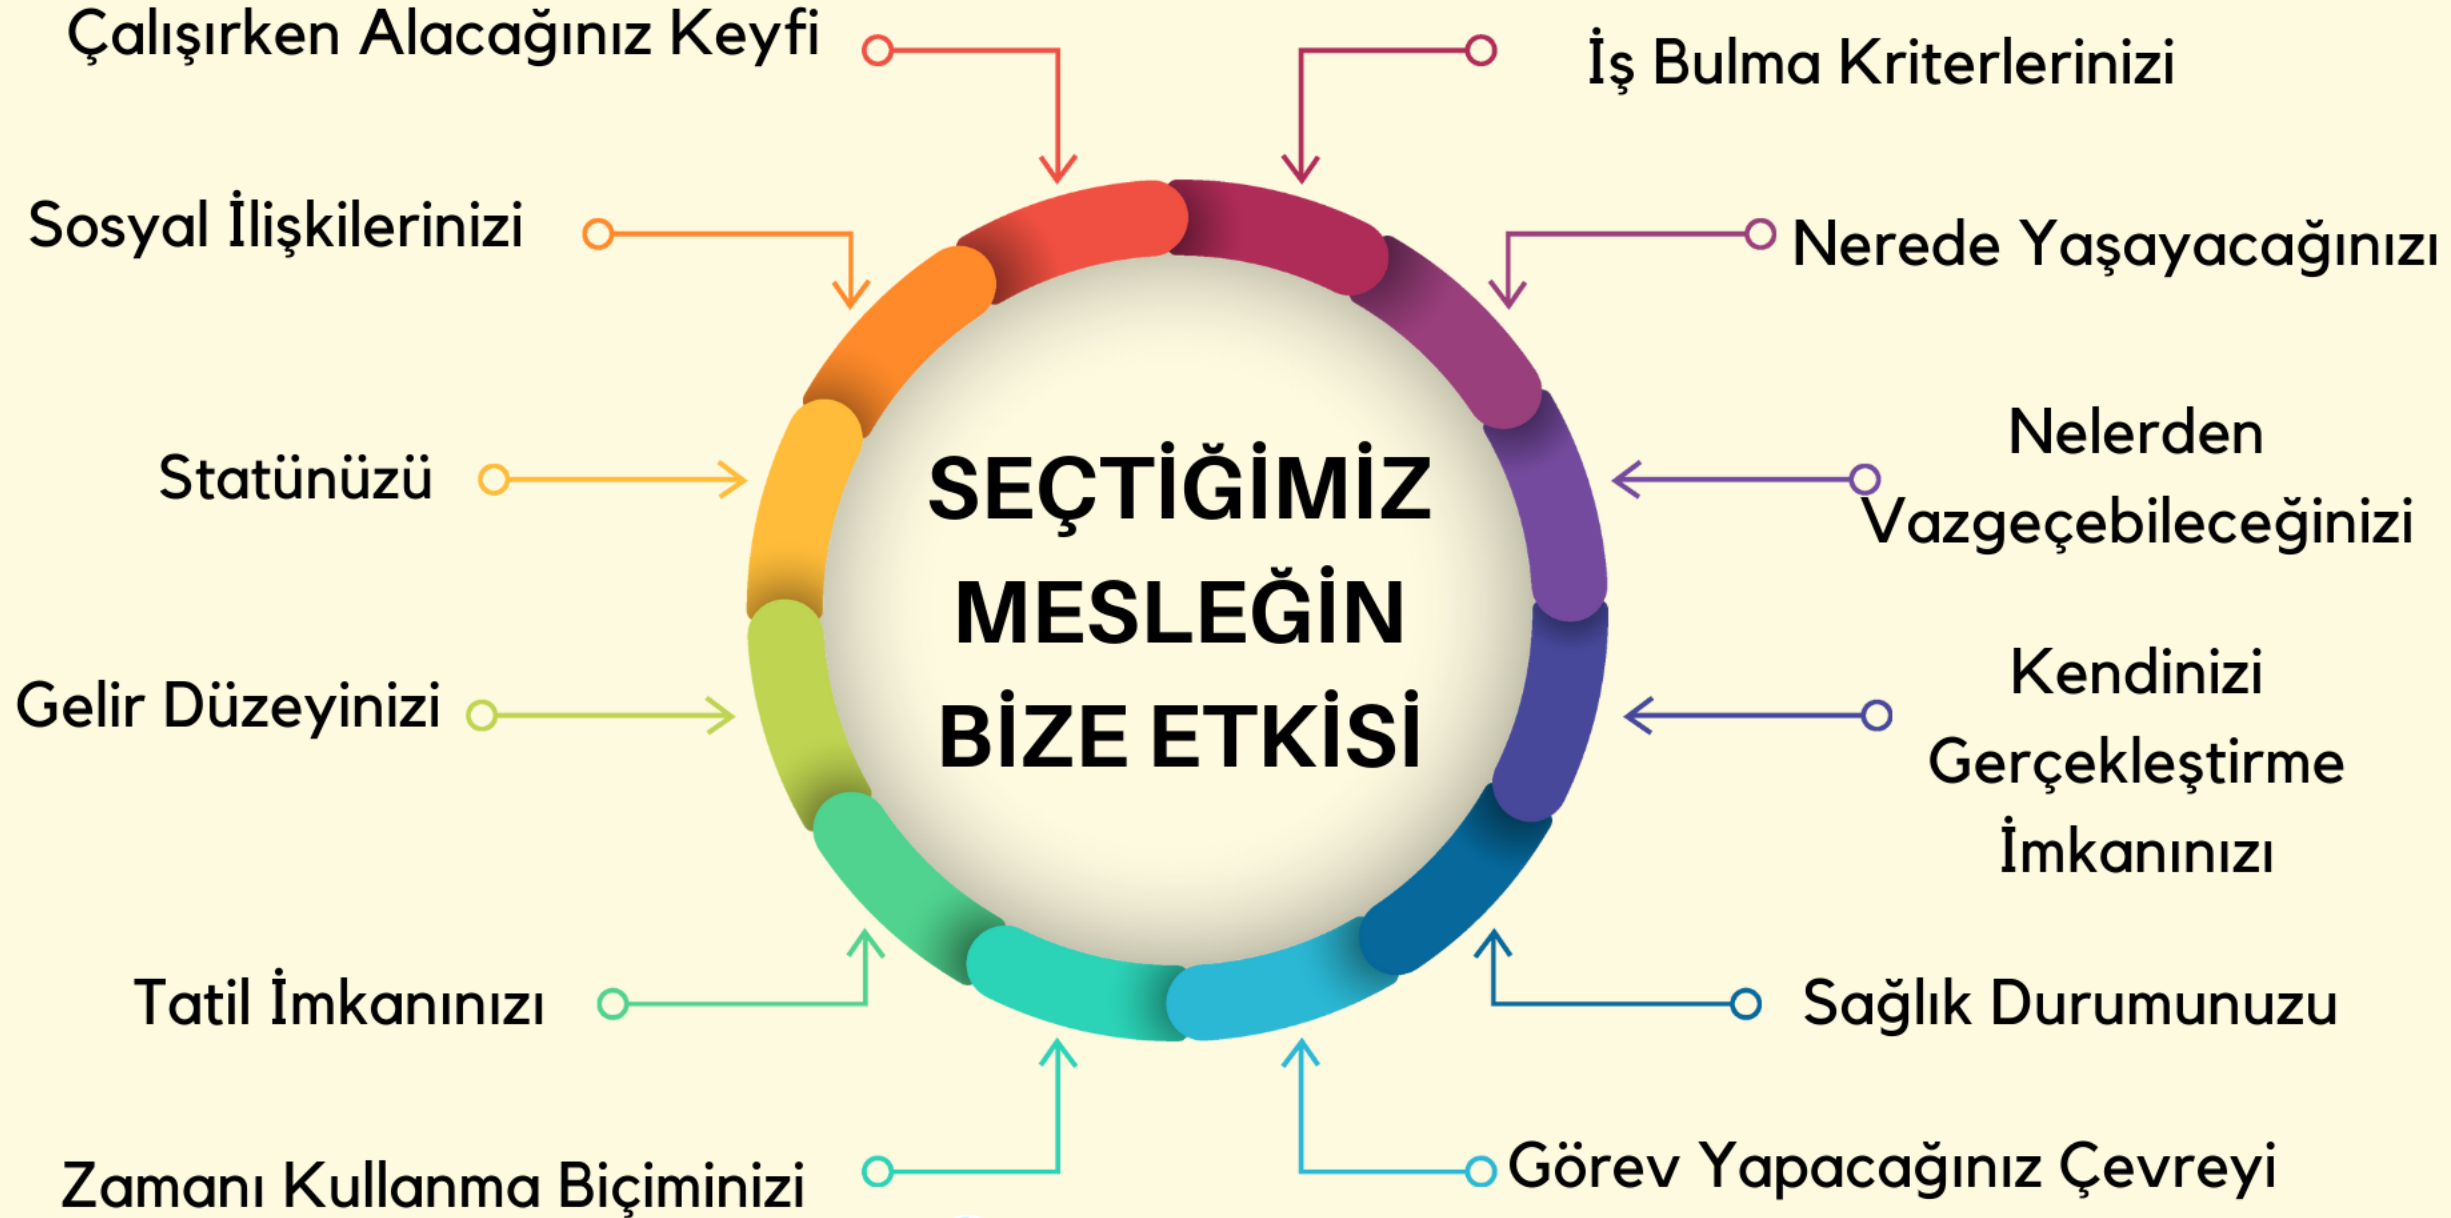 Çalışırken Alacağınız Keyfi
İş Bulma Kriterlerinizi
Sosyal İlişkilerinizi
Nerede Yaşayacağınızı
Statünüzü
Nelerden
Vazgeçebileceğinizi
SEÇTİĞİMİZ
MESLEĞİN
BİZE ETKİSİ
Gelir Düzeyinizi
Kendinizi
Gerçekleştirme
İmkanınızı
Tatil İmkanınızı
Sağlık Durumunuzu
Zamanı Kullanma Biçiminizi
Görev Yapacağınız Çevreyi